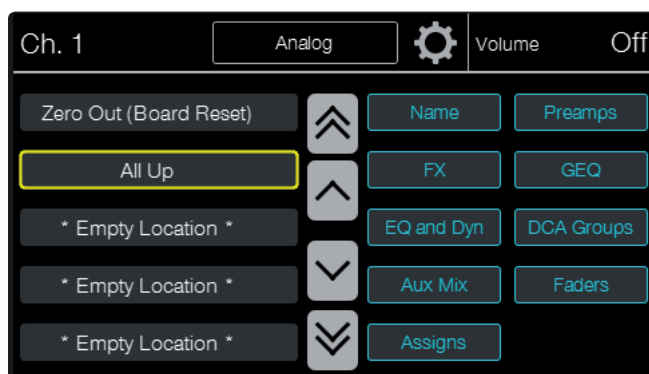 Ch. 1 Analog Volume Off
Zero Out (Board Reset) Name Preamps
All Up FX GEQ
* Empty Location * EQ and Dyn DCA Groups
* Empty Location * Aux Mix Faders
* Empty Location * Assigns